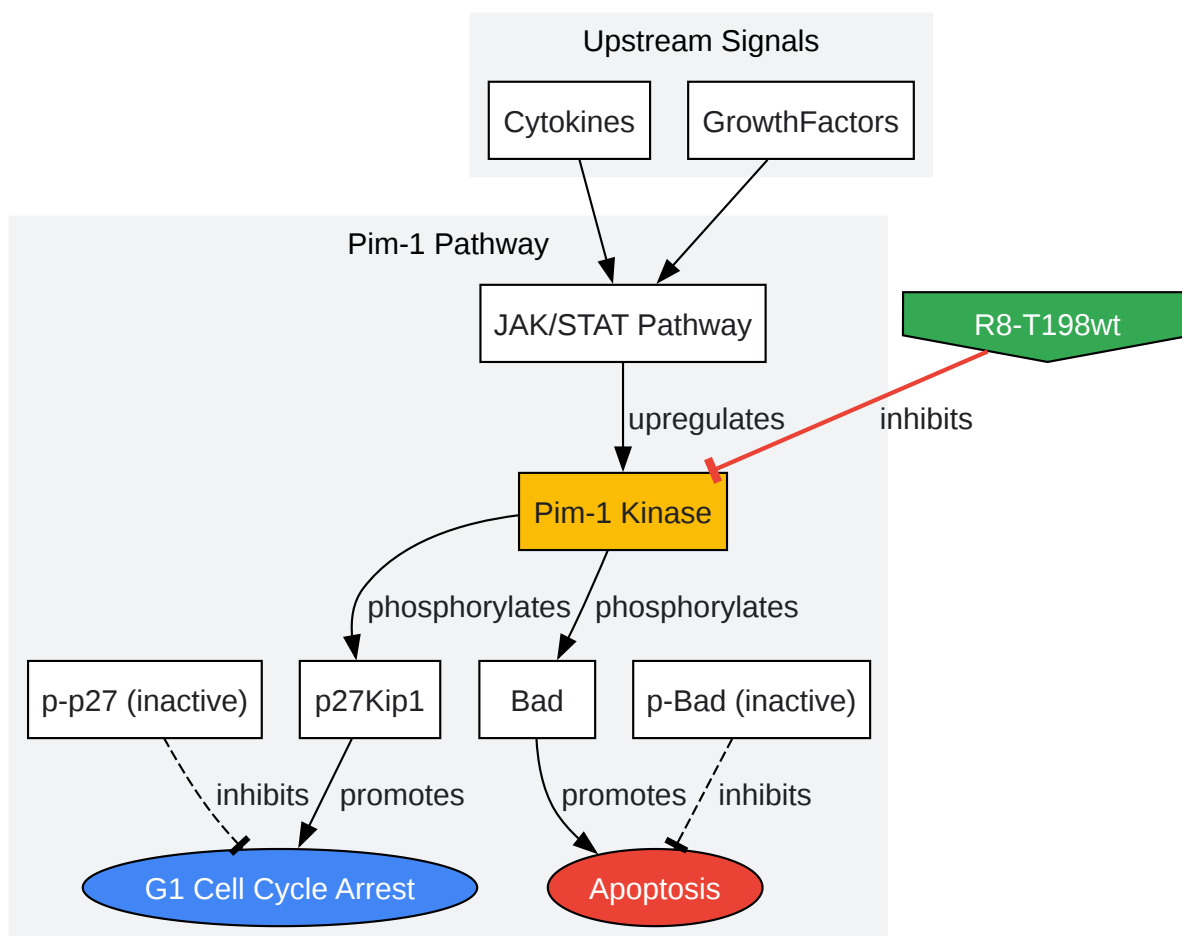 Upstream Signals
Cytokines
GrowthFactors
Pim-1 Pathway
JAK/STAT Pathway
R8-T198wt
upregulates
inhibits
Pim-1 Kinase
phosphorylates
phosphorylates
p-p27 (inactive)
p27Kip1
Bad
p-Bad (inactive)
inhibits
promotes
promotes
inhibits
G1 Cell Cycle Arrest
Apoptosis